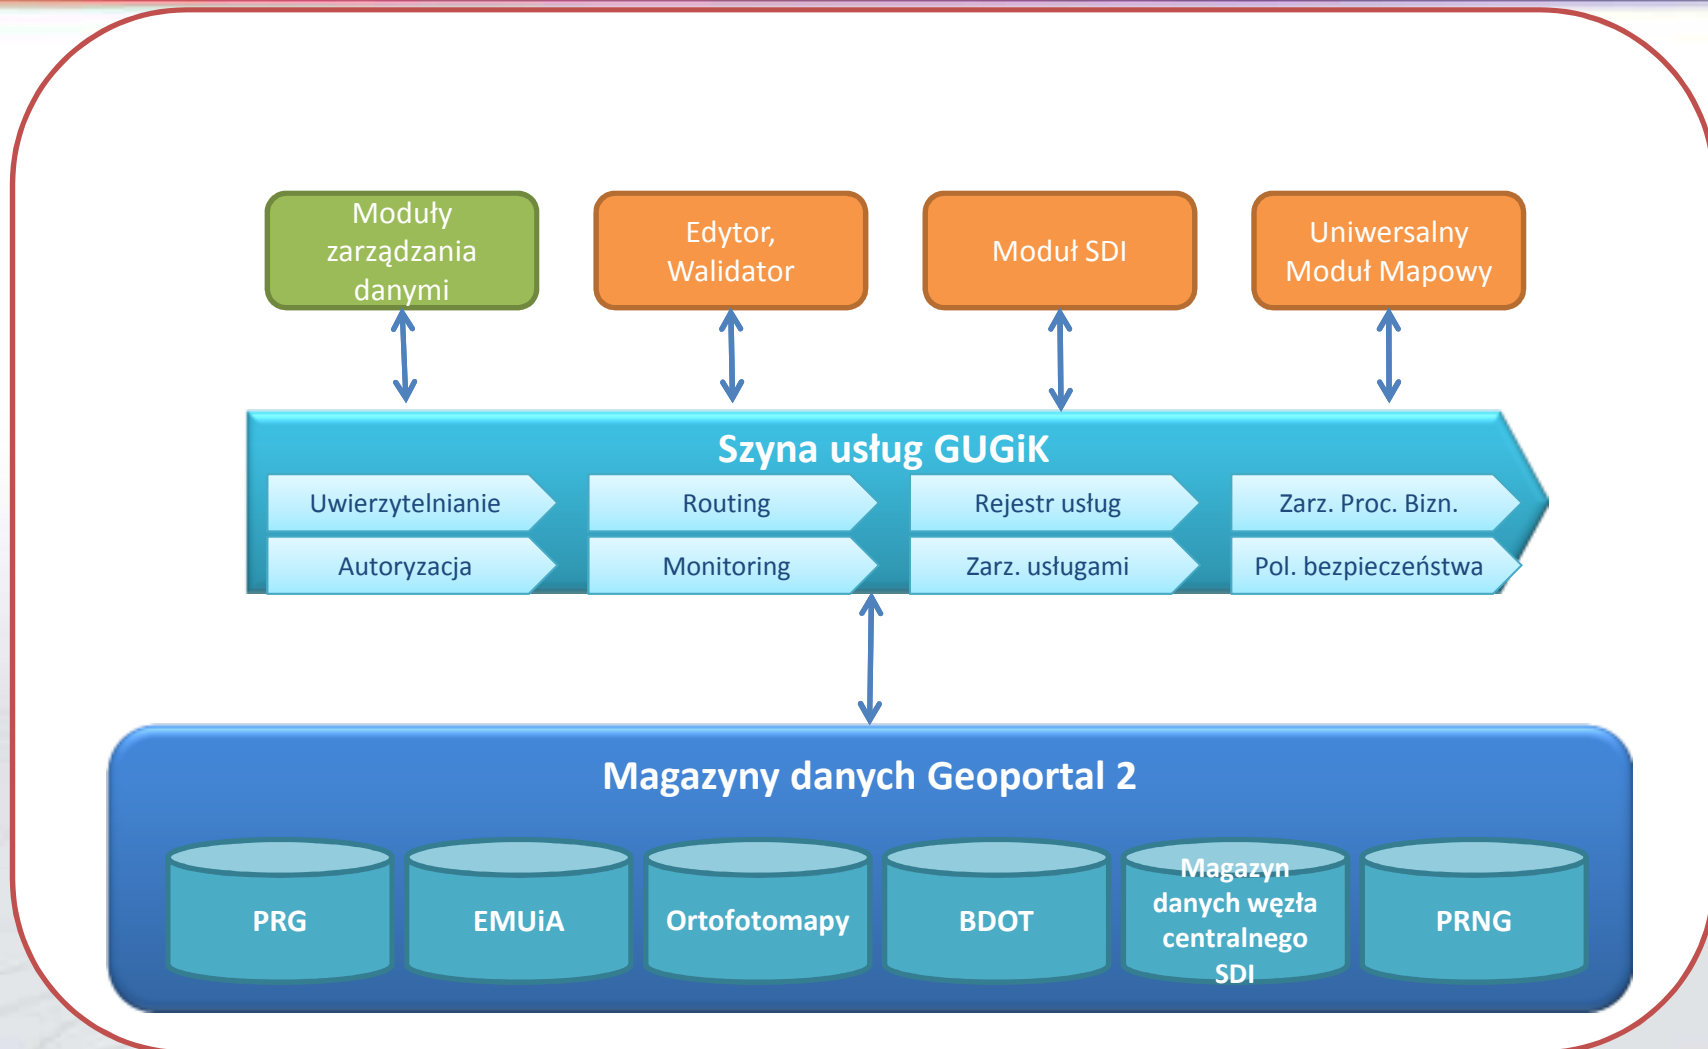 Moduły
zarządzania
danymi
Edytor,
Walidator
Moduł SDI
Uniwersalny
Moduł Mapowy
Szyna usług GUGiK
Uwierzytelnianie
Routing
Rejestr usług
Zarz. Proc. Bizn.
Autoryzacja
Monitoring
Zarz. usługami
Pol. bezpieczeństwa
Magazyny danych Geoportal 2
PRG
EMUiA
Ortofotomapy
BDOT
Magazyn
danych węzła
centralnego
SDI
PRNG